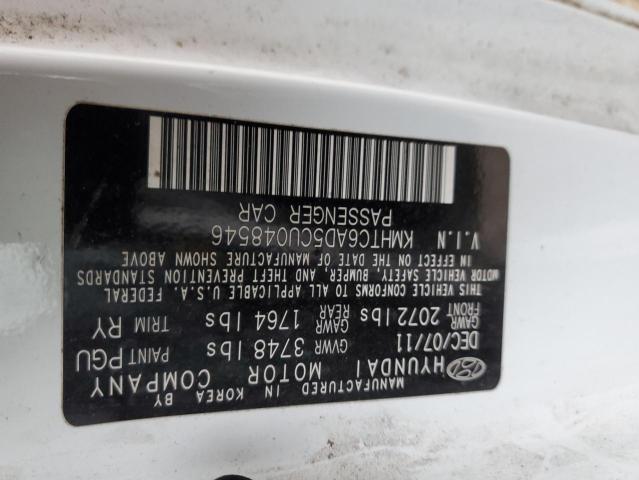 MANUFACTURED IN KOREA BY
HYUNDAI MOTOR COMPANY
DEC/07/11 GVWR 3748 lbs PAINT PGU
GAWR FRONT 2072 lbs GAWR REAR 1764 lbs TRIM RY
THIS VEHICLE CONFORMS TO ALL APPLICABLE U.S.A. FEDERAL
MOTOR VEHICLE SAFETY, BUMPER, AND THEFT PREVENTION STANDARDS
IN EFFECT ON THE DATE OF MANUFACTURE SHOWN ABOVE
V.I.N KMHTC6AD5CU048546
PASSENGER CAR